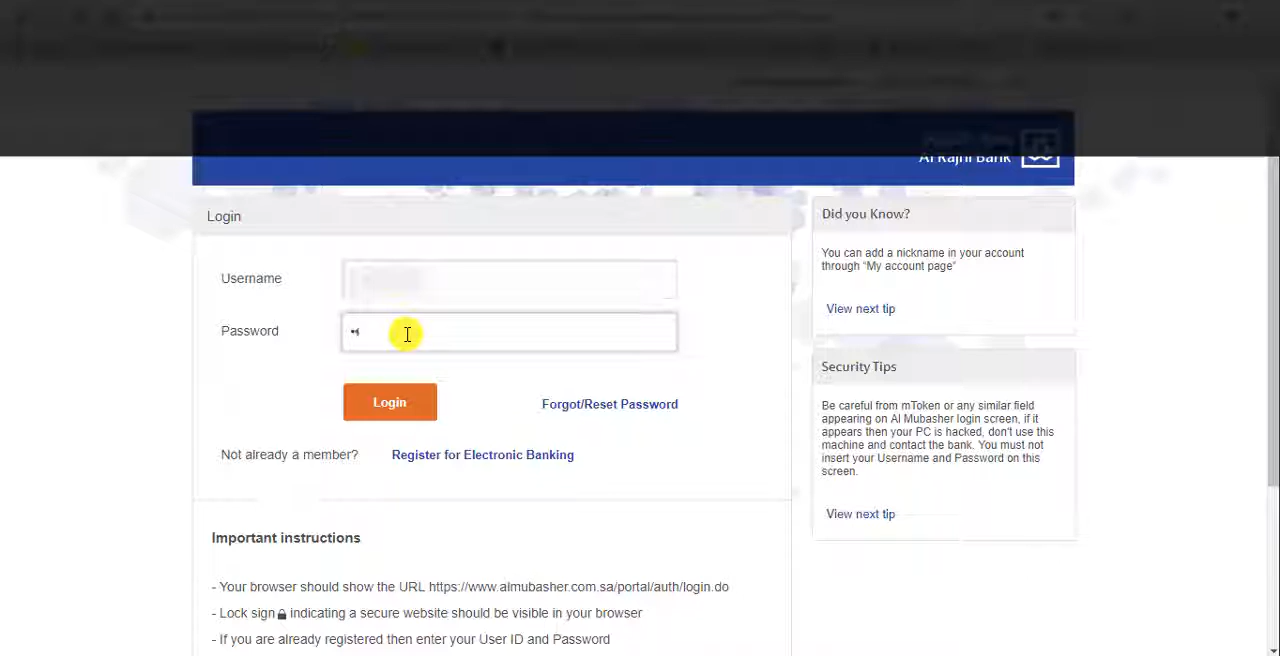 Al Rajhi Bank
Login
Username
Password
Login
Forgot/Reset Password
Not already a member?
Register for Electronic Banking
Important instructions
- Your browser should show the URL https://www.almubasher.com.sa/portal/auth/login.do
- Lock sign indicating a secure website should be visible in your browser
- If you are already registered then enter your User ID and Password
Did you Know?
You can add a nickname in your account
through “My account page”
View next tip
Security Tips
Be careful from mToken or any similar field
appearing on Al Mubasher login screen, if it
appears then your PC is hacked, don't use this
machine and contact the bank. You must not
insert your Username and Password on this
screen.
View next tip